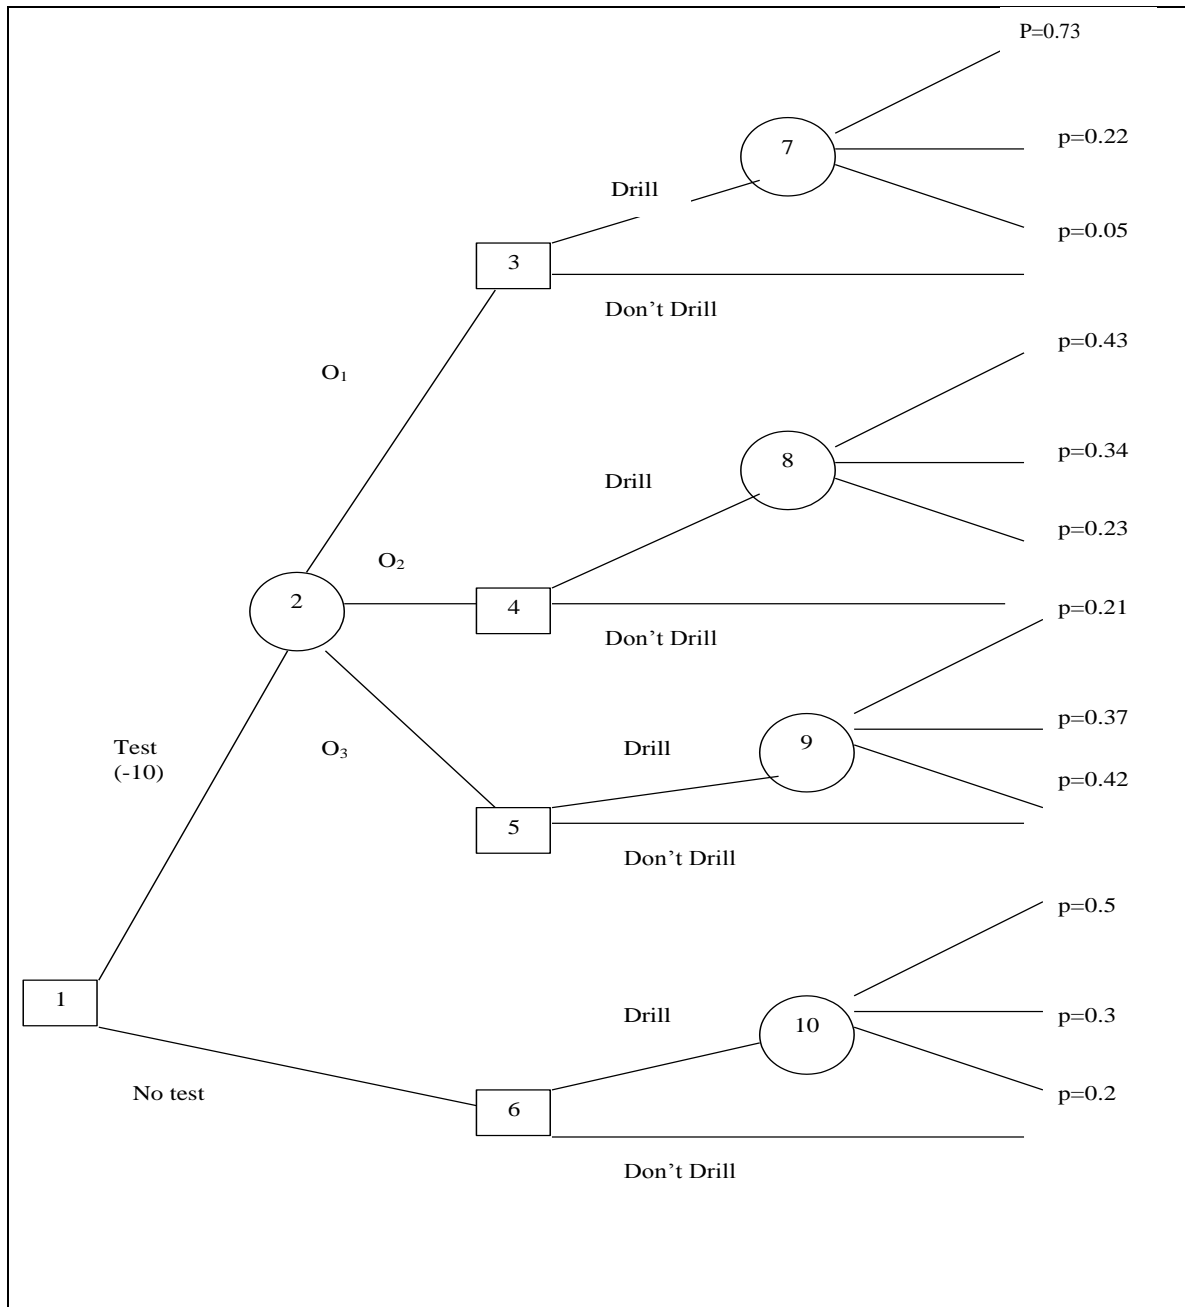 P=0.73
7
p=0.22
Drill
p=0.05
3
Don’t Drill
p=0.43
O₁
8
p=0.34
Drill
p=0.23
O₂
2
4
p=0.21
Don’t Drill
p=0.37
Test
(-10)
O₃
Drill
9
p=0.42
5
Don’t Drill
p=0.5
1
Drill
10
p=0.3
No test
6
p=0.2
Don’t Drill